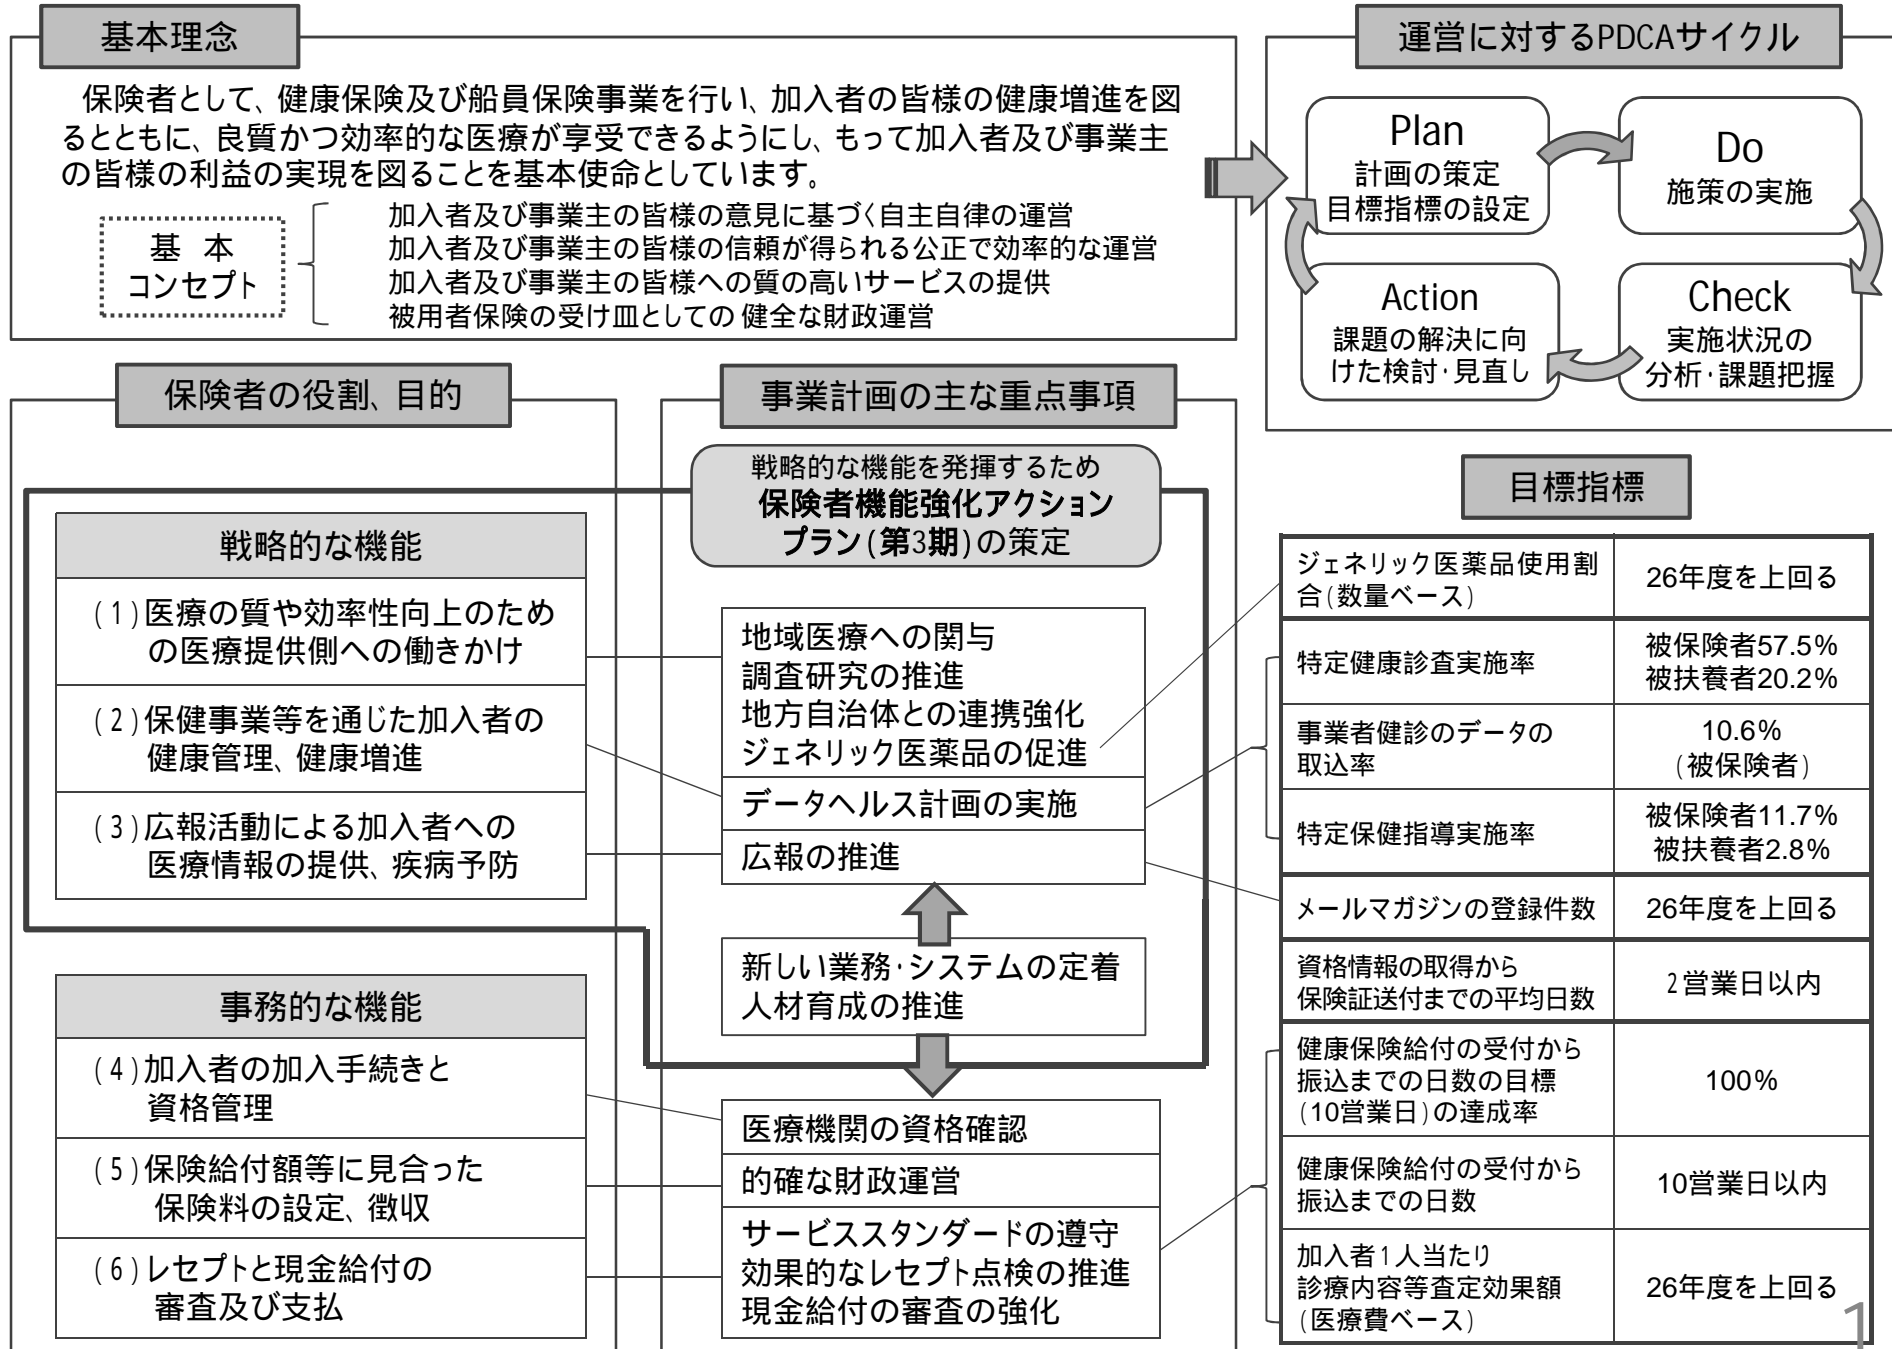 基本理念
保険者として、健康保険及び船員保険事業を行い、加入者の皆様の健康増進を図
るとともに、良質かつ効率的な医療が享受できるようにし、もって加入者及び事業主
の皆様の利益の実現を図ることを基本使命としています。
基 本
コンセプト
加入者及び事業主の皆様の意見に基づく自主自律の運営
加入者及び事業主の皆様の信頼が得られる公正で効率的な運営
加入者及び事業主の皆様への質の高いサービスの提供
被用者保険の受け皿としての健全な財政運営
運営に対するPDCAサイクル
Plan
計画の策定
目標指標の設定
Do
施策の実施
Action
課題の解決に向
けた検討・見直し
Check
実施状況の
分析・課題把握
保険者の役割、目的
戦略的な機能
(1)医療の質や効率性向上のため
の医療提供側への働きかけ
(2)保健事業等を通じた加入者の
健康管理、健康増進
(3)広報活動による加入者への
医療情報の提供、疾病予防
事務的な機能
(4)加入者の加入手続きと
資格管理
(5)保険給付額等に見合った
保険料の設定、徴収
(6)レセプトと現金給付の
審査及び支払
事業計画の主な重点事項
戦略的な機能を発揮するため
保険者機能強化アクション
プラン(第3期)の策定
地域医療への関与
調査研究の推進
地方自治体との連携強化
ジェネリック医薬品の促進
データヘルス計画の実施
広報の推進
新しい業務・システムの定着
人材育成の推進
医療機関の資格確認
的確な財政運営
サービススタンダードの遵守
効果的なレセプト点検の推進
現金給付の審査の強化
目標指標
ジェネリック医薬品使用割
合(数量ベース)
26年度を上回る
特定健康診査実施率
被保険者57.5%
被扶養者20.2%
事業者健診のデータの
取込率
10.6%
(被保険者)
特定保健指導実施率
被保険者11.7%
被扶養者2.8%
メールマガジンの登録件数
26年度を上回る
資格情報の取得から
保険証送付までの平均日数
2営業日以内
健康保険給付の受付から
振込までの日数の目標
(10営業日)の達成率
100%
健康保険給付の受付から
振込までの日数
10営業日以内
加入者1人当たり
診療内容等査定効果額
(医療費ベース)
26年度を上回る
1